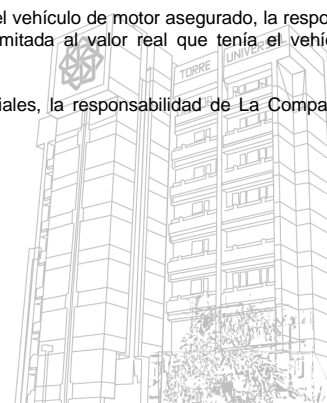 el vehículo de motor asegurado, la respo
mitada al valor real que tenía el vehíc
iales, la responsabilidad de La Compa
TORRE UNIVER